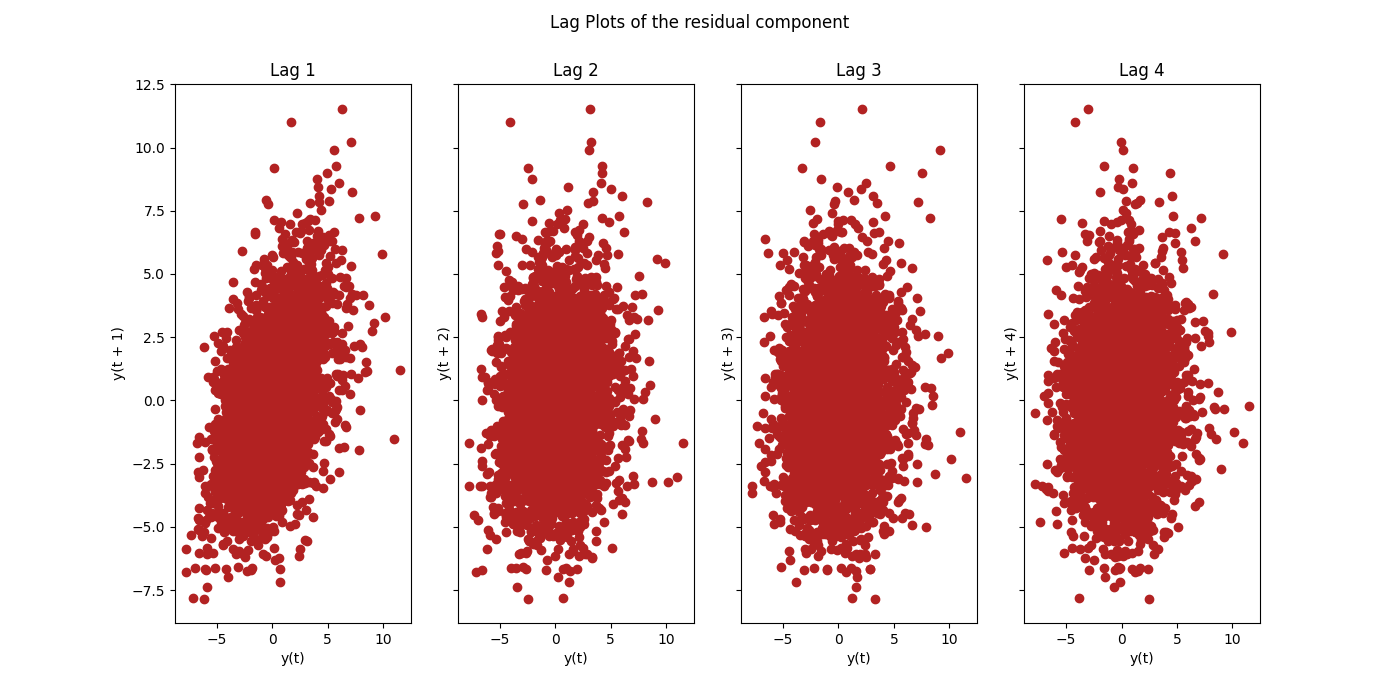 Lag Plots of the residual component
Lag 1
Lag 2
Lag 3
Lag 4
12.5
10.0
7.5
5.0
2.5
0.0
−2.5
−5.0
−7.5
y(t + 1)
y(t + 2)
y(t + 3)
y(t + 4)
−5 0 5 10
−5 0 5 10
−5 0 5 10
−5 0 5 10
y(t)
y(t)
y(t)
y(t)